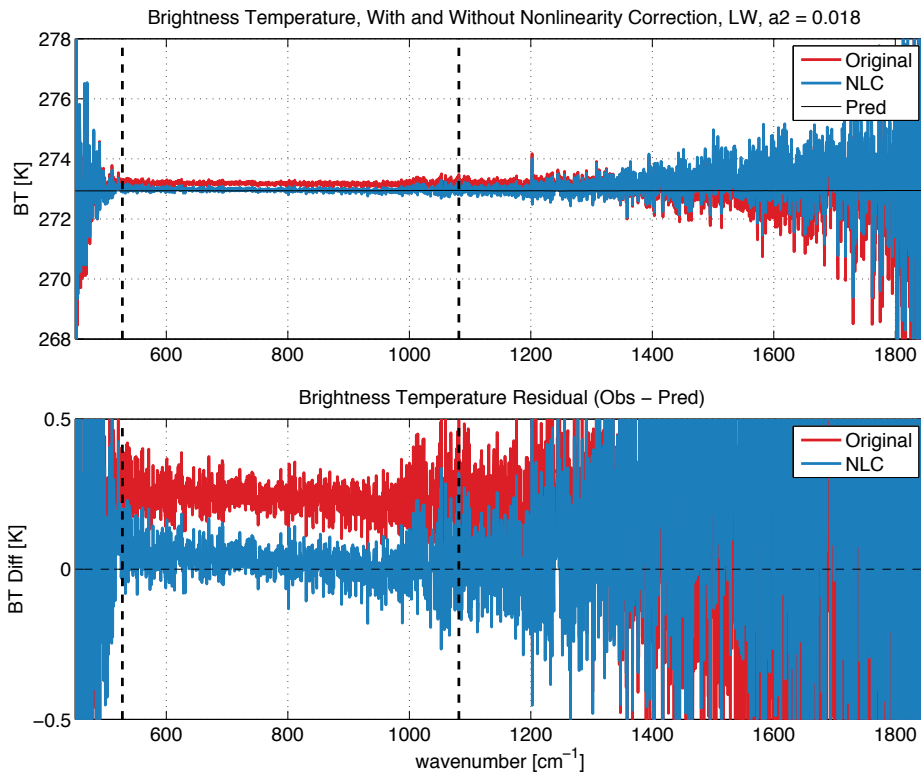 Brightness Temperature, With and Without Nonlinearity Correction, LW, a2 = 0.018
278
276
274
272
270
268
BT [K]
Original
NLC
Pred
600
800
1000
1200
1400
1600
1800
Brightness Temperature Residual (Obs − Pred)
0.5
0
−0.5
BT Diff [K]
Original
NLC
600
800
1000
1200
1400
1600
1800
wavenumber [cm⁻¹]